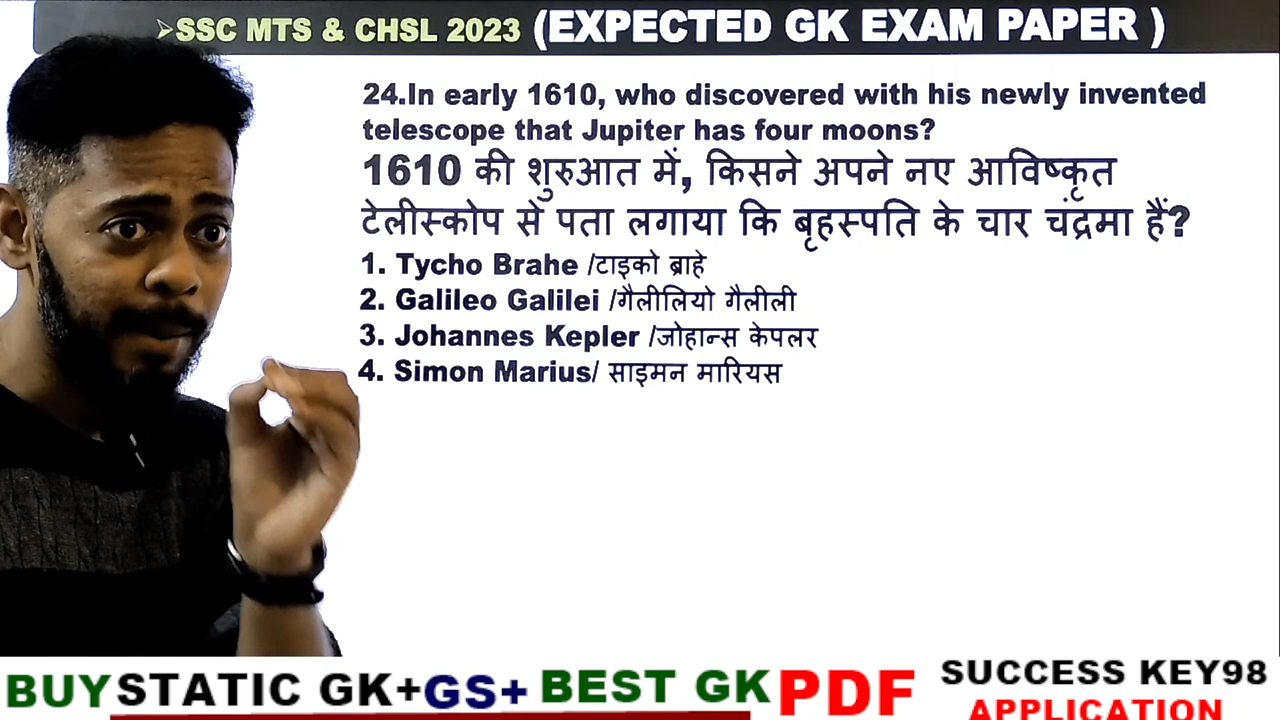 ➢SSC MTS & CHSL 2023 (EXPECTED GK EXAM PAPER )
24.In early 1610, who discovered with his newly invented
telescope that Jupiter has four moons?
1610 की शुरुआत में, किसने अपने नए आविष्कृत
टेलीस्कोप से पता लगाया कि बृहस्पति के चार चंद्रमा हैं?
1. Tycho Brahe /टाइको ब्राहे
2. Galileo Galilei /गैलीलियो गैलीली
3. Johannes Kepler /जोहान्स केपलर
4. Simon Marius/ साइमन मारियस
BUY STATIC GK+GS+ BEST GK PDF
SUCCESS KEY98
APPLICATION